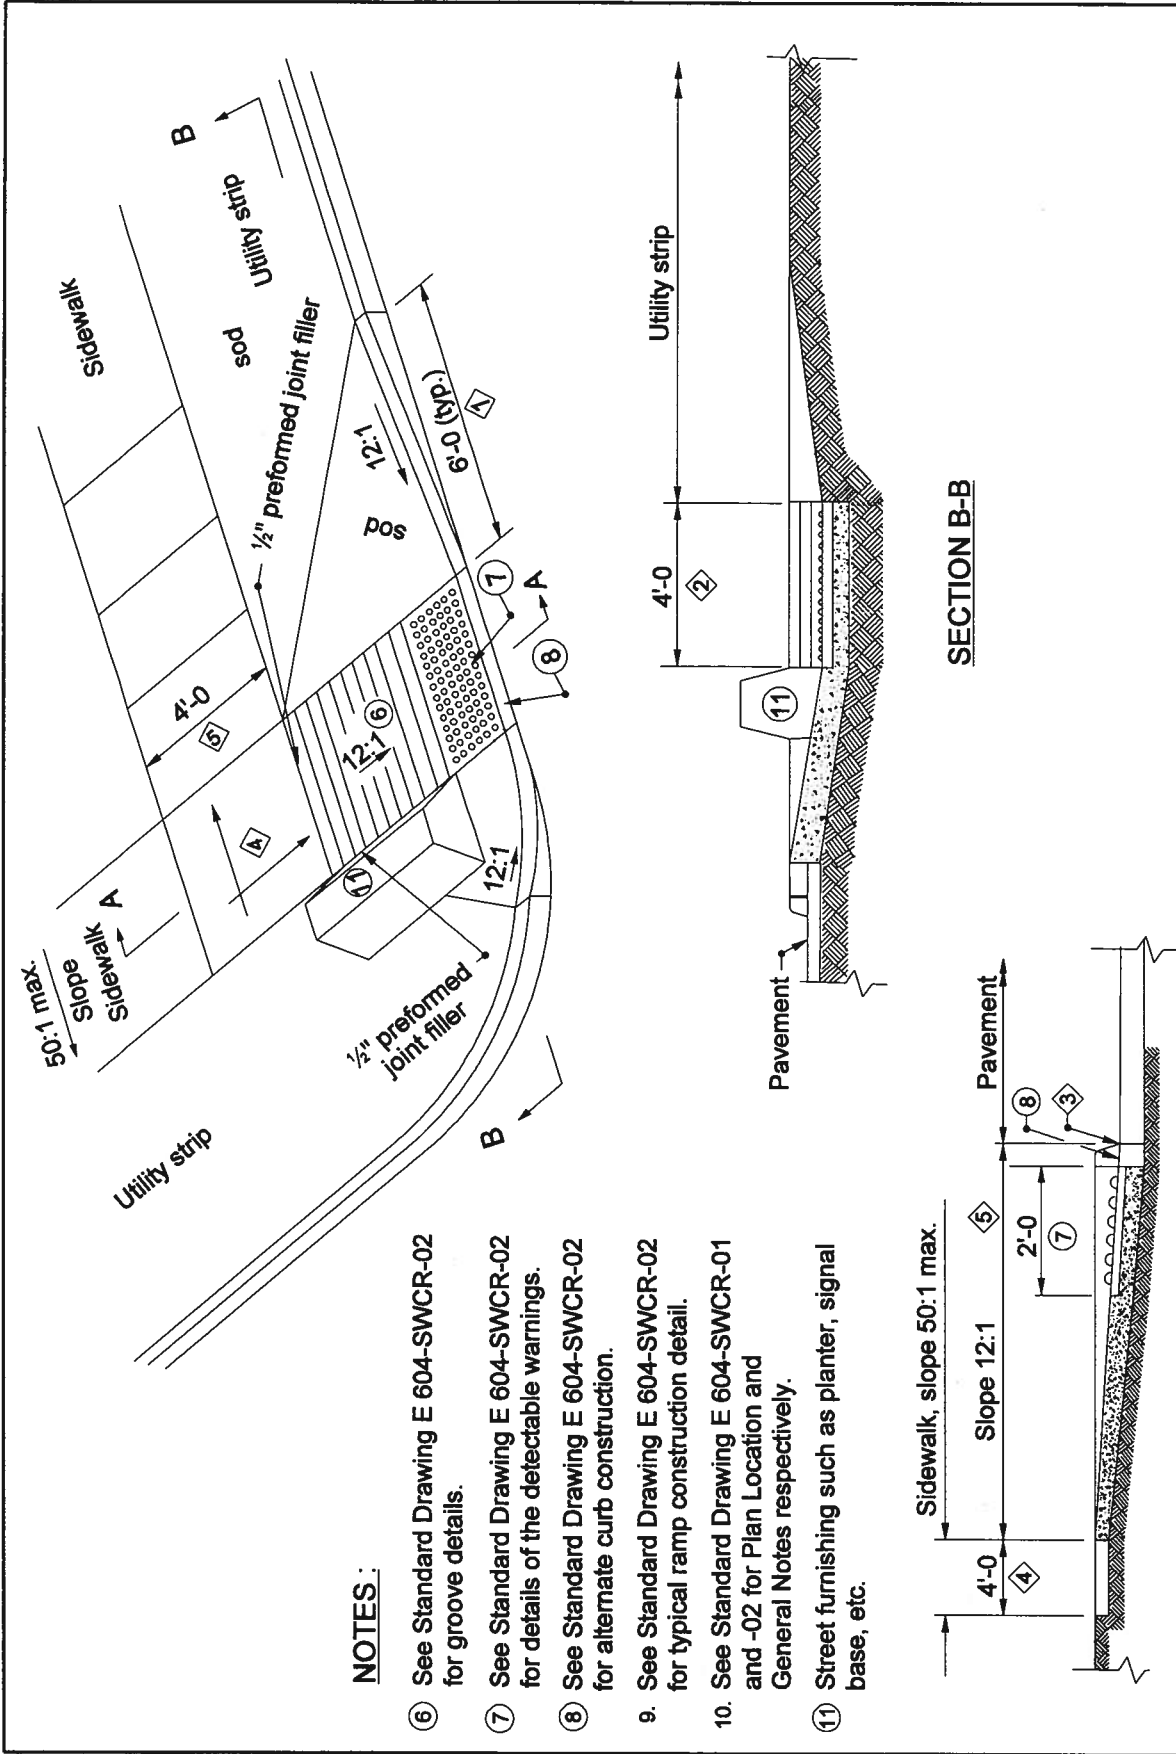 Sidewalk
B
sod
Utility strip
½" preformed joint filler
4'-0
5
12:1
6'-0 (typ.)
1
sod
7
A
8
12:1
6
4
50:1 max.
Slope
Sidewalk
A
11
12:1
½" preformed
joint filler
Utility strip
B
NOTES :
6 See Standard Drawing E 604-SWCR-02
for groove details.
7 See Standard Drawing E 604-SWCR-02
for details of the detectable warnings.
8 See Standard Drawing E 604-SWCR-02
for alternate curb construction.
9. See Standard Drawing E 604-SWCR-02
for typical ramp construction detail.
10. See Standard Drawing E 604-SWCR-01
and -02 for Plan Location and
General Notes respectively.
11 Street furnishing such as planter, signal
base, etc.
Utility strip
4'-0
2
11
Pavement
SECTION B-B
Sidewalk, slope 50:1 max.
Slope 12:1
5
Pavement
4'-0
4
2'-0
7
8
3